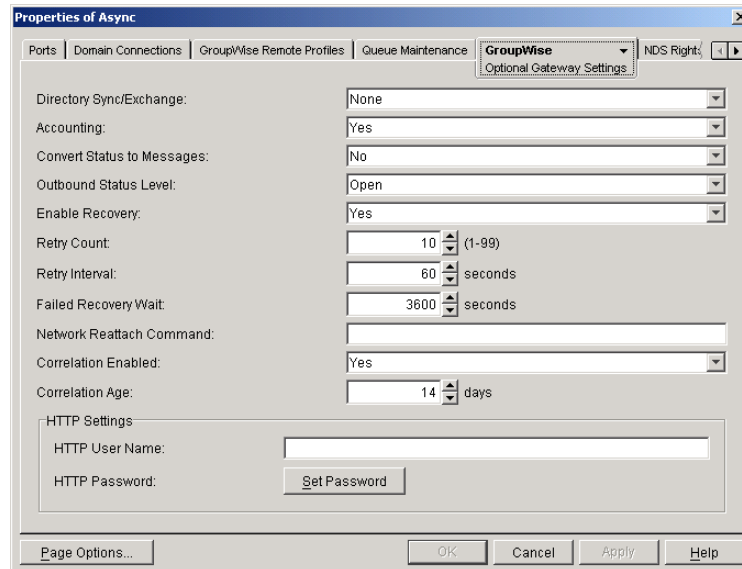 Properties of Async
Ports Domain Connections GroupWise Remote Profiles Queue Maintenance GroupWise NDS Rights
Optional Gateway Settings
Directory Sync/Exchange: None
Accounting: Yes
Convert Status to Messages: No
Outbound Status Level: Open
Enable Recovery: Yes
Retry Count: 10 (1-99)
Retry Interval: 60 seconds
Failed Recovery Wait: 3600 seconds
Network Reattach Command:
Correlation Enabled: Yes
Correlation Age: 14 days
HTTP Settings
HTTP User Name:
HTTP Password: Set Password
Page Options... OK Cancel Apply Help